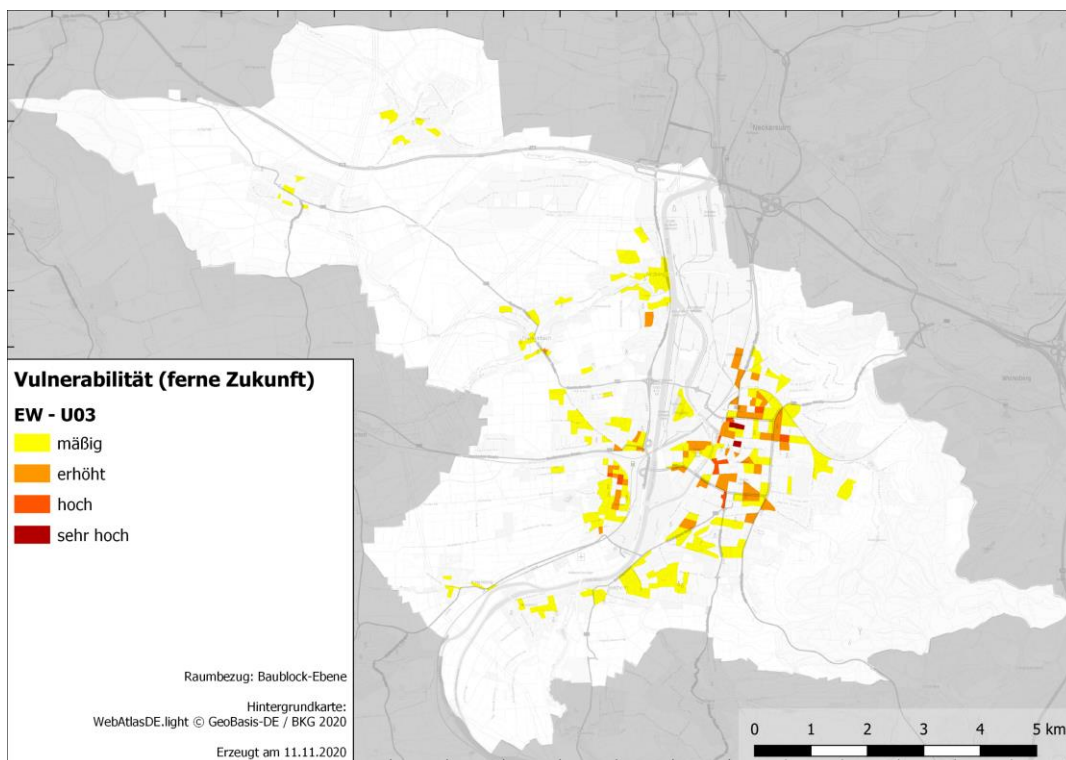 Neckarsulm
Vulnerabilität (ferne Zukunft)
EW - U03
mäßig
erhöht
hoch
sehr hoch
Raumbezug: Baublock-Ebene
Hintergrundkarte:
WebAtlasDE.light © GeoBasis-DE / BKG 2020
Erzeugt am 11.11.2020
0 1 2 3 4 5 km